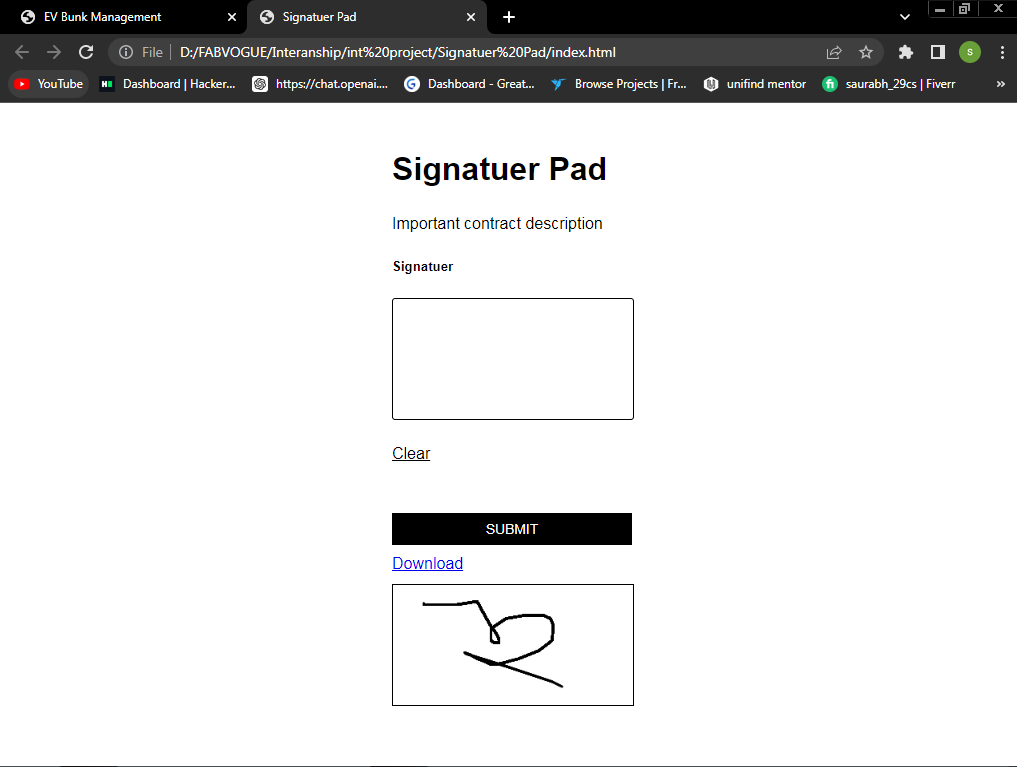 EV Bunk Management
Signatuer Pad
File D:/FABVOGUE/Interanship/int%20project/Signatuer%20Pad/index.html
S
YouTube Dashboard | Hacker... https://chat.openai.... Dashboard - Great... Browse Projects | Fr... unifind mentor saurabh_29cs | Fiverr »
Signatuer Pad
Important contract description
Signatuer
Clear
SUBMIT
Download